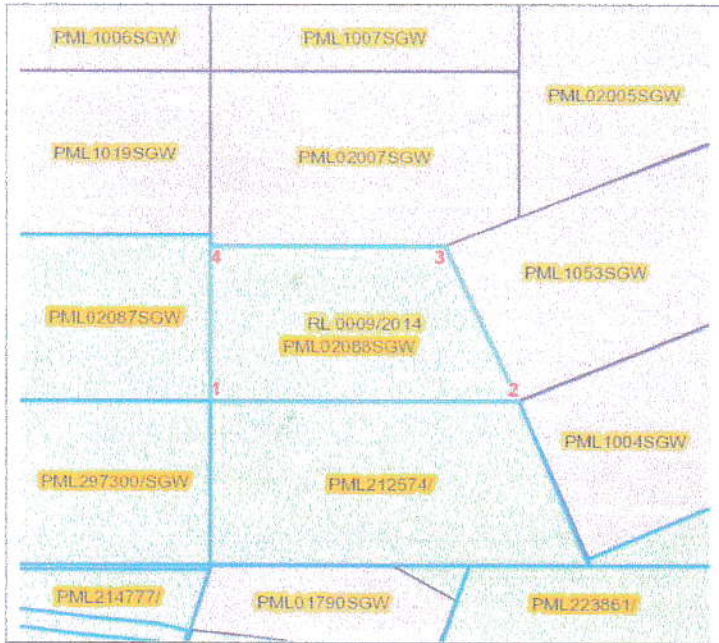 PML1006SGW
PML1007SGW
PML02005SGW
PML1019SGW
PML02007SGW
4
3
PML1053SGW
PML02087SGW
RL 0009/2014
PML02088SGW
1
2
PML1004SGW
PML297300/SGW
PML212574/
PML214777/
PML01790SGW
PML223861/